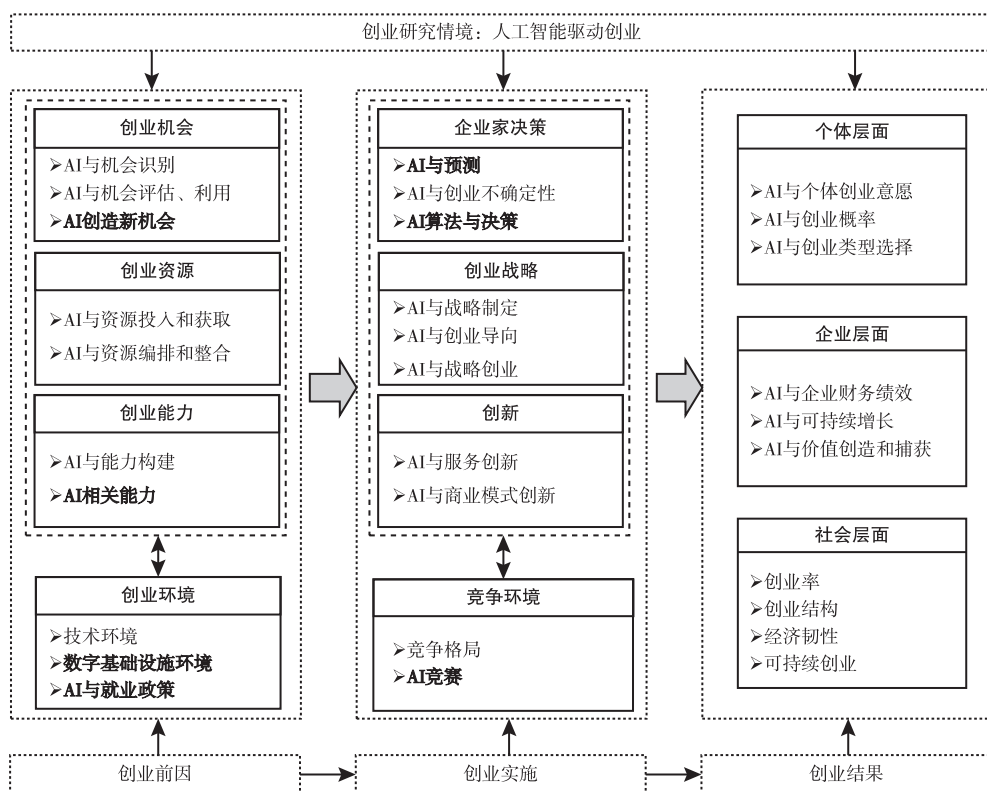 创业研究情境：人工智能驱动创业
创业机会
➢AI与机会识别
➢AI与机会评估、利用
➢AI创造新机会
创业资源
➢AI与资源投入和获取
➢AI与资源编排和整合
创业能力
➢AI与能力构建
➢AI相关能力
创业环境
➢技术环境
➢数字基础设施环境
➢AI与就业政策
企业家决策
➢AI与预测
➢AI与创业不确定性
➢AI算法与决策
创业战略
➢AI与战略制定
➢AI与创业导向
➢AI与战略创业
创新
➢AI与服务创新
➢AI与商业模式创新
竞争环境
➢竞争格局
➢AI竞赛
个体层面
➢AI与个体创业意愿
➢AI与创业概率
➢AI与创业类型选择
企业层面
➢AI与企业财务绩效
➢AI与可持续增长
➢AI与价值创造和捕获
社会层面
➢创业率
➢创业结构
➢经济韧性
➢可持续创业
创业前因
创业实施
创业结果